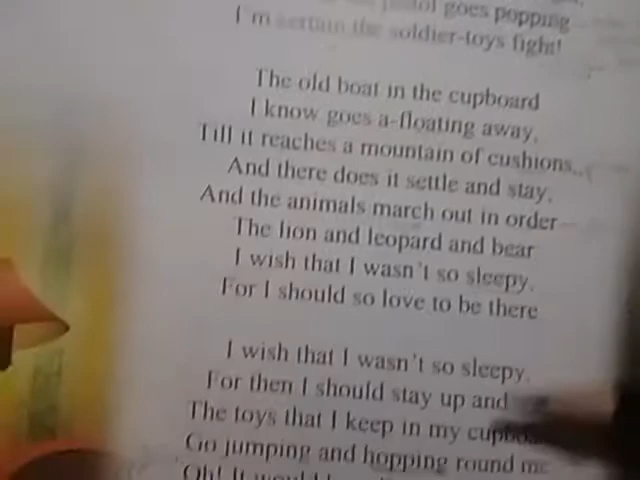 goes popping
I'm certain the soldier-toys fight!
The old boat in the cupboard
I know goes a-floating away,
Till it reaches a mountain of cushions,
And there does it settle and stay,
And the animals march out in order
The lion and leopard and bear
I wish that I wasn't so sleepy,
For I should so love to be there
I wish that I wasn't so sleepy,
For then I should stay up and
The toys that I keep in my
Go jumping and hopping round me
Oh! It